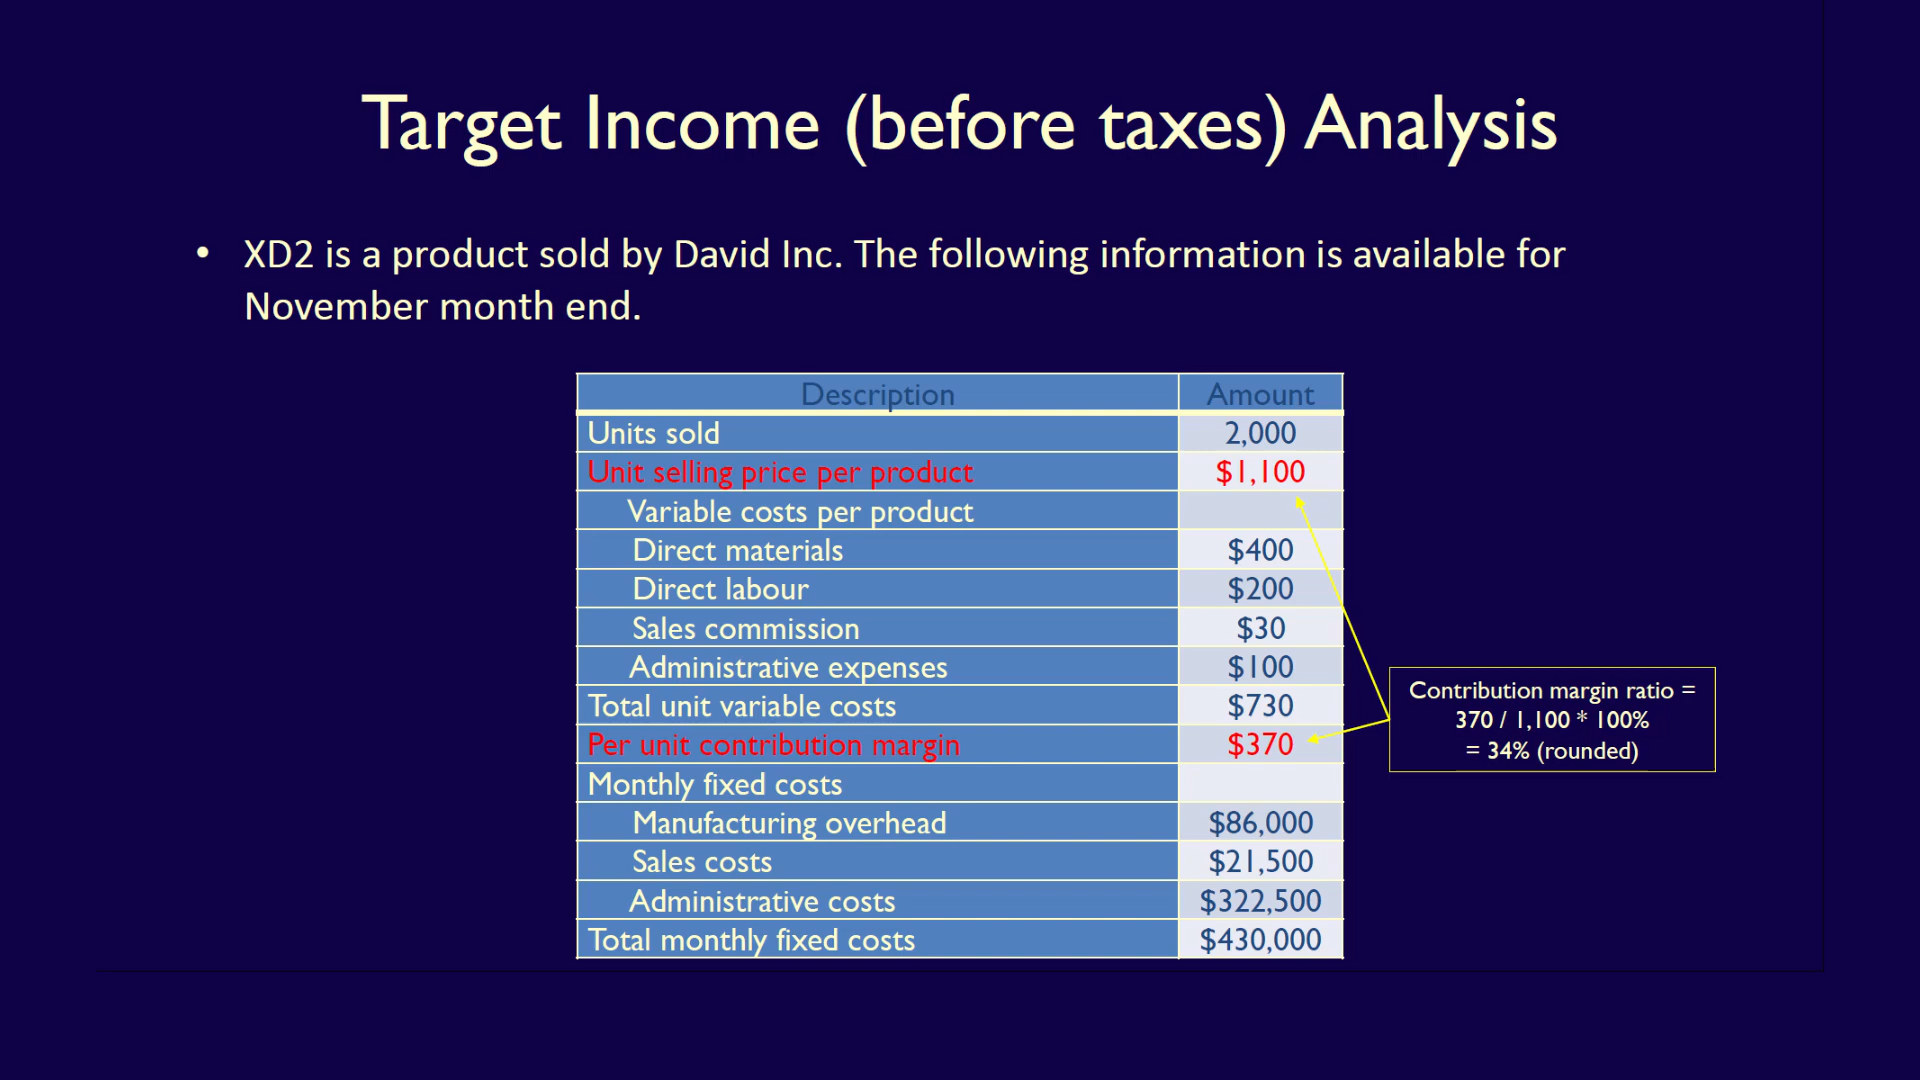 Target Income (before taxes) Analysis
• XD2 is a product sold by David Inc. The following information is available for
November month end.
Description Amount
Units sold 2,000
Unit selling price per product $1,100
Variable costs per product
Direct materials $400
Direct labour $200
Sales commission $30
Administrative expenses $100
Total unit variable costs $730
Per unit contribution margin $370
Monthly fixed costs
Manufacturing overhead $86,000
Sales costs $21,500
Administrative costs $322,500
Total monthly fixed costs $430,000
Contribution margin ratio =
370 / 1,100 * 100%
= 34% (rounded)